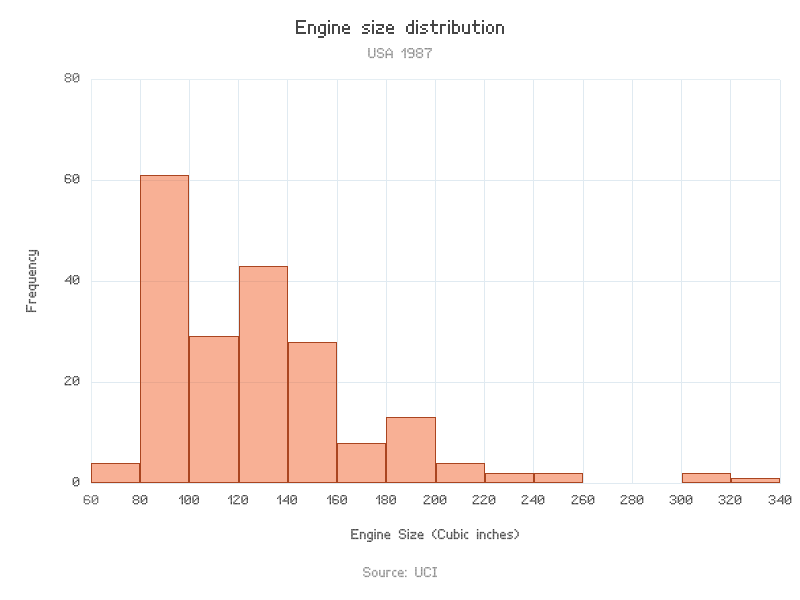 Engine size distribution
USA 1987
80
60
40
20
0
Frequency
60 80 100 120 140 160 180 200 220 240 260 280 300 320 340
Engine Size (Cubic inches)
Source: UCI